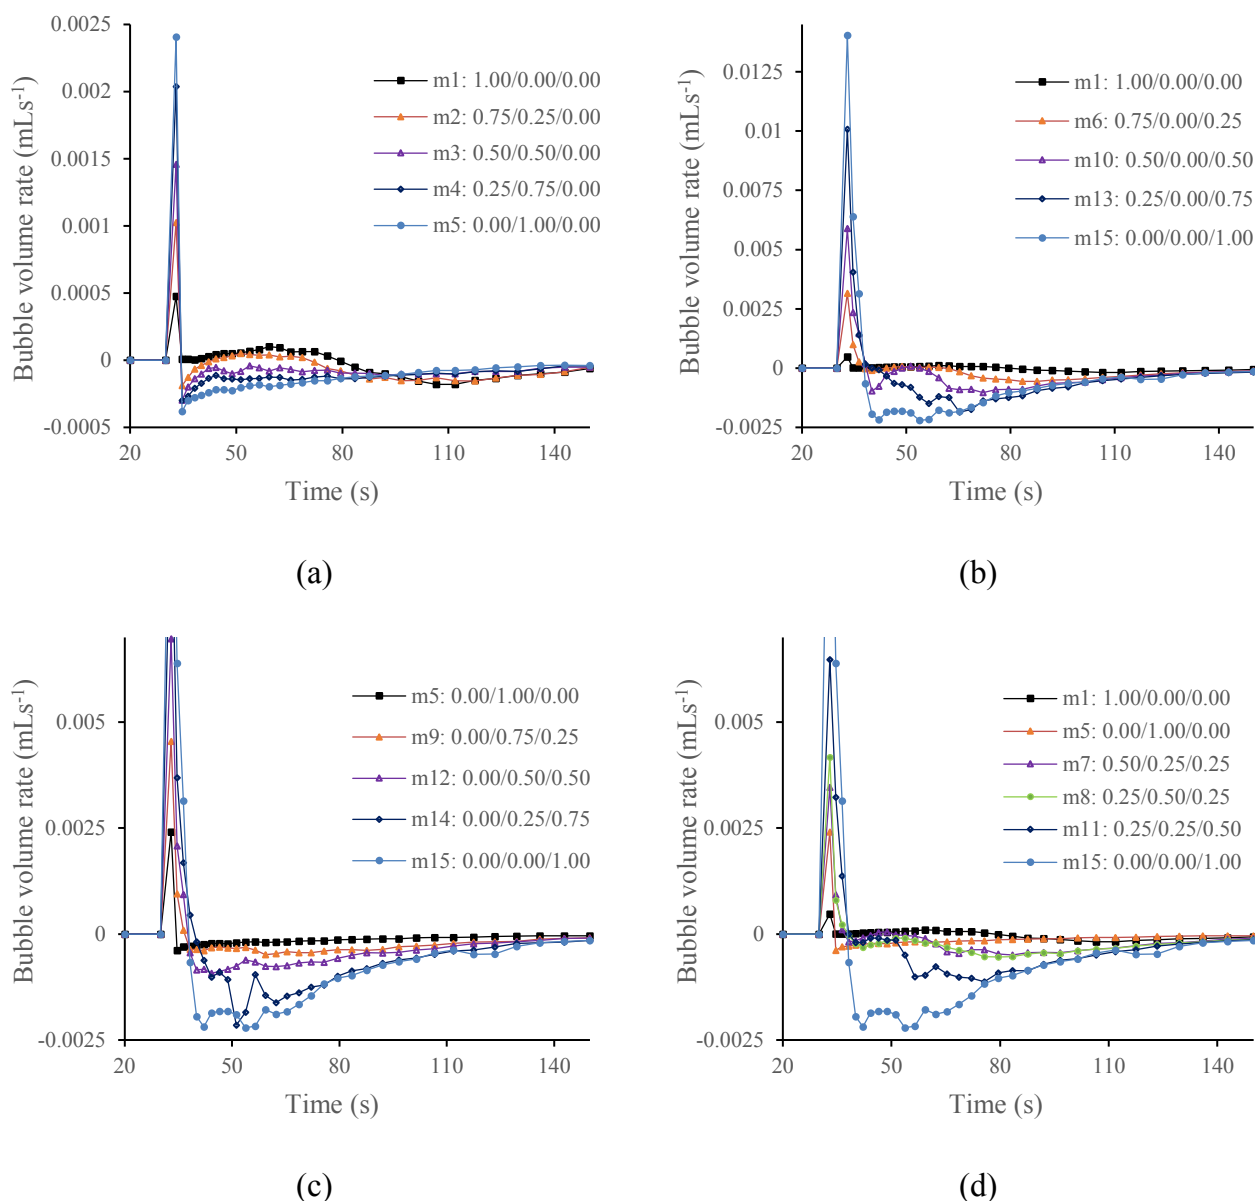 0.0025
0.002
0.0015
0.001
0.0005
0
-0.0005
Bubble volume rate (mLs⁻¹)
m1: 1.00/0.00/0.00
m2: 0.75/0.25/0.00
m3: 0.50/0.50/0.00
m4: 0.25/0.75/0.00
m5: 0.00/1.00/0.00
20 50 80 110 140
Time (s)
(a)
0.0125
0.01
0.0075
0.005
0.0025
0
-0.0025
Bubble volume rate (mLs⁻¹)
m1: 1.00/0.00/0.00
m6: 0.75/0.00/0.25
m10: 0.50/0.00/0.50
m13: 0.25/0.00/0.75
m15: 0.00/0.00/1.00
20 50 80 110 140
Time (s)
(b)
0.005
0.0025
0
-0.0025
Bubble volume rate (mLs⁻¹)
m5: 0.00/1.00/0.00
m9: 0.00/0.75/0.25
m12: 0.00/0.50/0.50
m14: 0.00/0.25/0.75
m15: 0.00/0.00/1.00
20 50 80 110 140
Time (s)
(c)
0.005
0.0025
0
-0.0025
Bubble volume rate (mLs⁻¹)
m1: 1.00/0.00/0.00
m5: 0.00/1.00/0.00
m7: 0.50/0.25/0.25
m8: 0.25/0.50/0.25
m11: 0.25/0.25/0.50
m15: 0.00/0.00/1.00
20 50 80 110 140
Time (s)
(d)